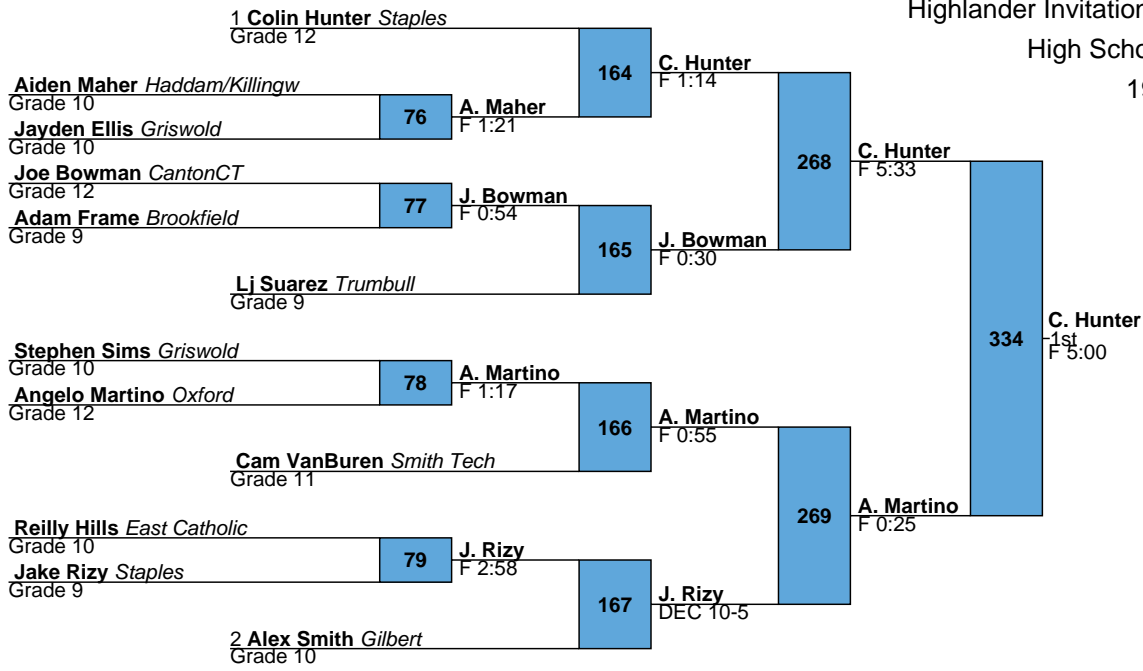 Highlander Invitation
High Scho
19
1 Colin Hunter Staples
Grade 12
Aiden Maher Haddam/Killingw
Grade 10
Jayden Ellis Griswold
Grade 10
76
A. Maher
F 1:21
164
C. Hunter
F 1:14
Joe Bowman CantonCT
Grade 12
Adam Frame Brookfield
Grade 9
77
J. Bowman
F 0:54
Lj Suarez Trumbull
Grade 9
165
J. Bowman
F 0:30
268
C. Hunter
F 5:33
Stephen Sims Griswold
Grade 10
Angelo Martino Oxford
Grade 12
78
A. Martino
F 1:17
Cam VanBuren Smith Tech
Grade 11
166
A. Martino
F 0:55
Reilly Hills East Catholic
Grade 10
Jake Rizy Staples
Grade 9
79
J. Rizy
F 2:58
2 Alex Smith Gilbert
Grade 10
167
J. Rizy
DEC 10-5
269
A. Martino
F 0:25
334
C. Hunter
1st
F 5:00